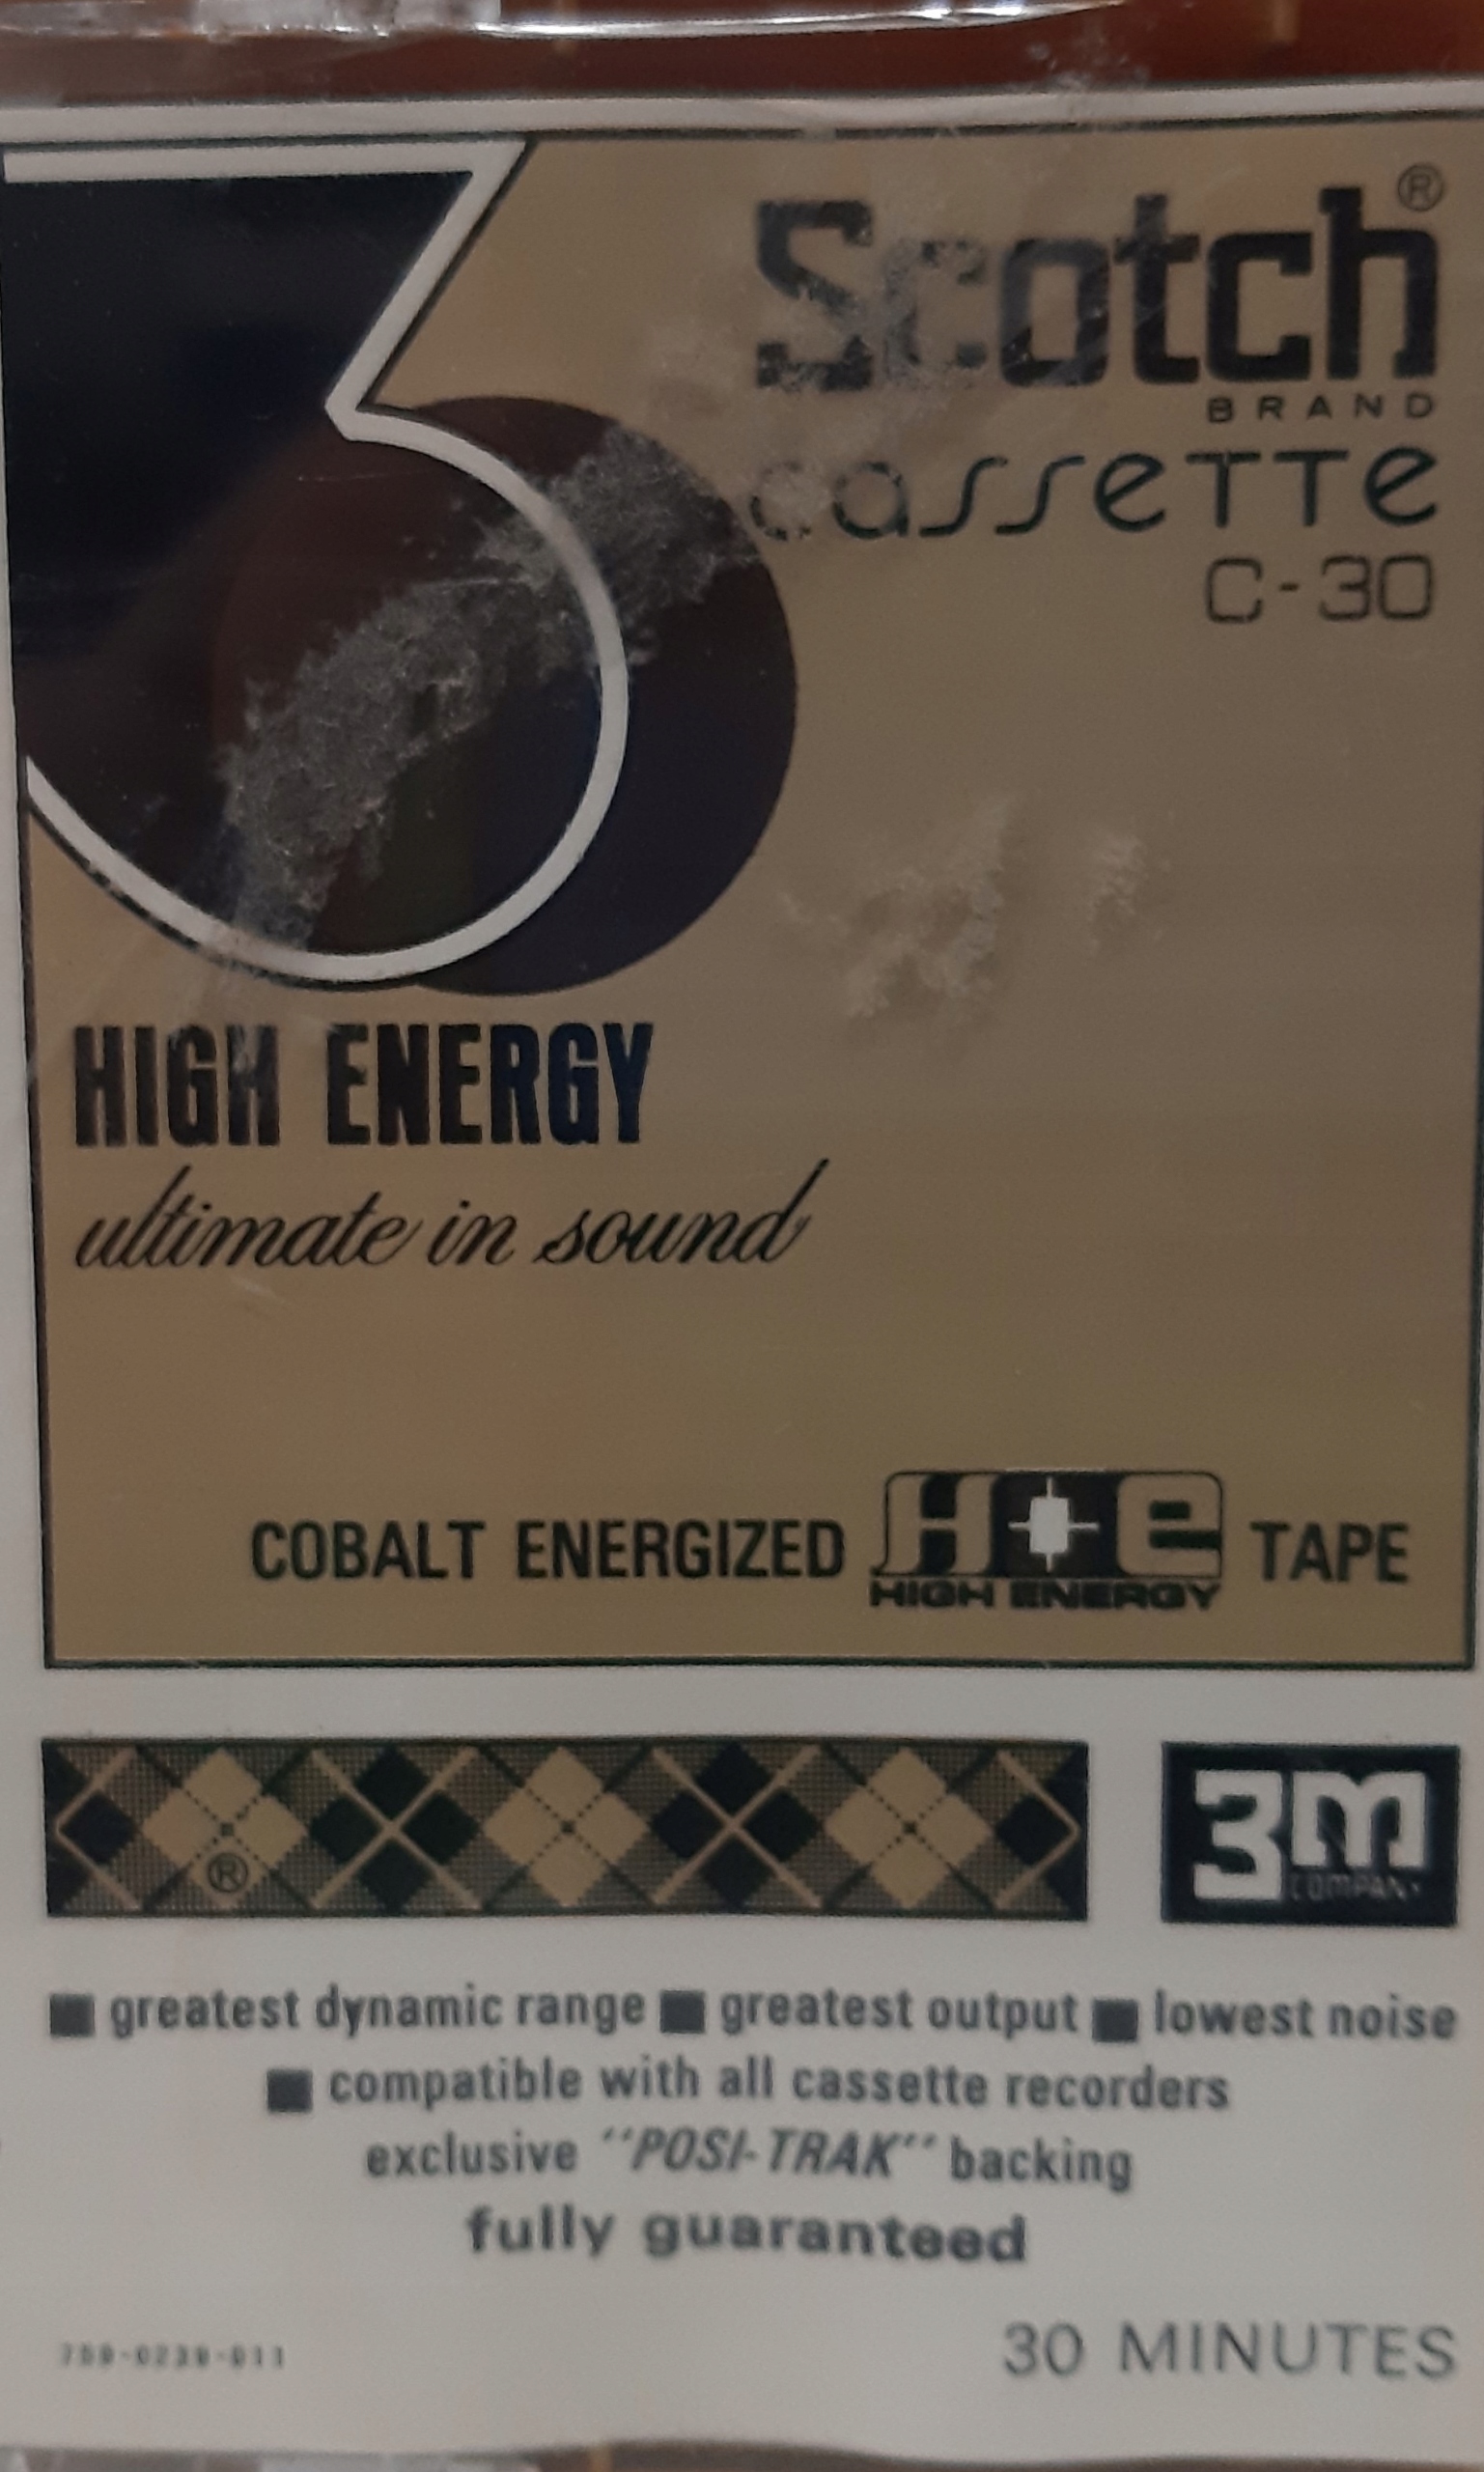 3
Scotch®
BRAND
cassette
C-30
HIGH ENERGY
ultimate in sound
COBALT ENERGIZED H+e TAPE
HIGH ENERGY
®
3M
COMPANY
■ greatest dynamic range ■ greatest output ■ lowest noise
■ compatible with all cassette recorders
exclusive "POSI-TRAK" backing
fully guaranteed
30 MINUTES